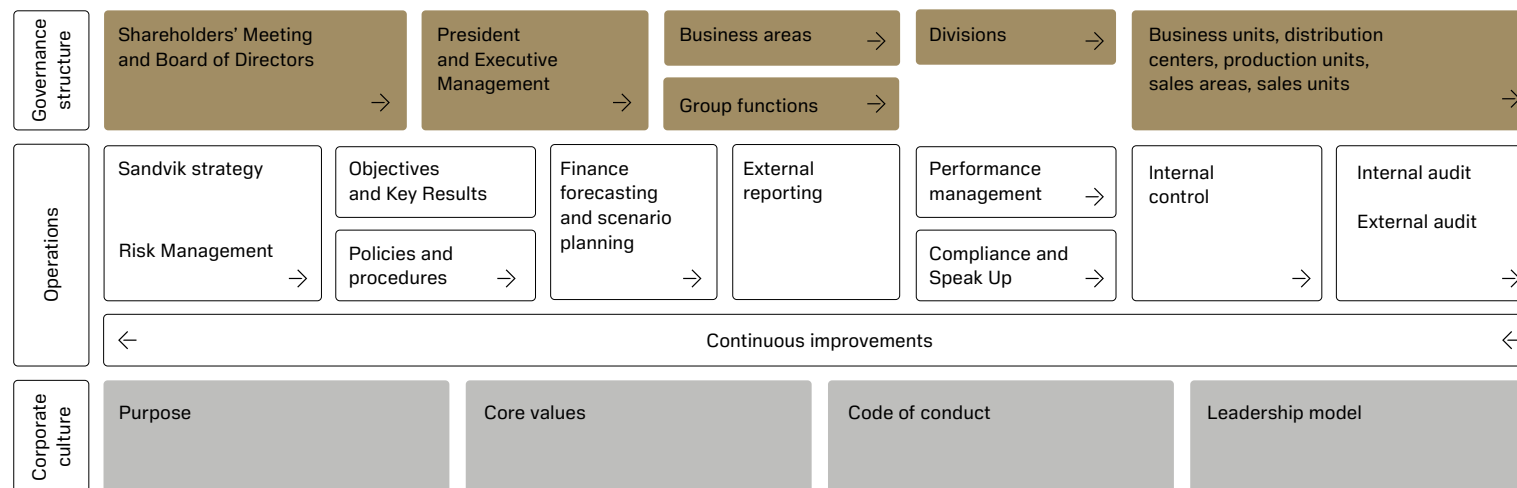 Governance
structure
Shareholders’ Meeting
and Board of Directors
President
and Executive
Management
Business areas
Group functions
Divisions
Business units, distribution
centers, production units,
sales areas, sales units
Operations
Sandvik strategy
Risk Management
Objectives
and Key Results
Policies and
procedures
Finance
forecasting
and scenario
planning
External
reporting
Performance
management
Compliance and
Speak Up
Internal
control
Internal audit
External audit
Continuous improvements
Corporate
culture
Purpose
Core values
Code of conduct
Leadership model